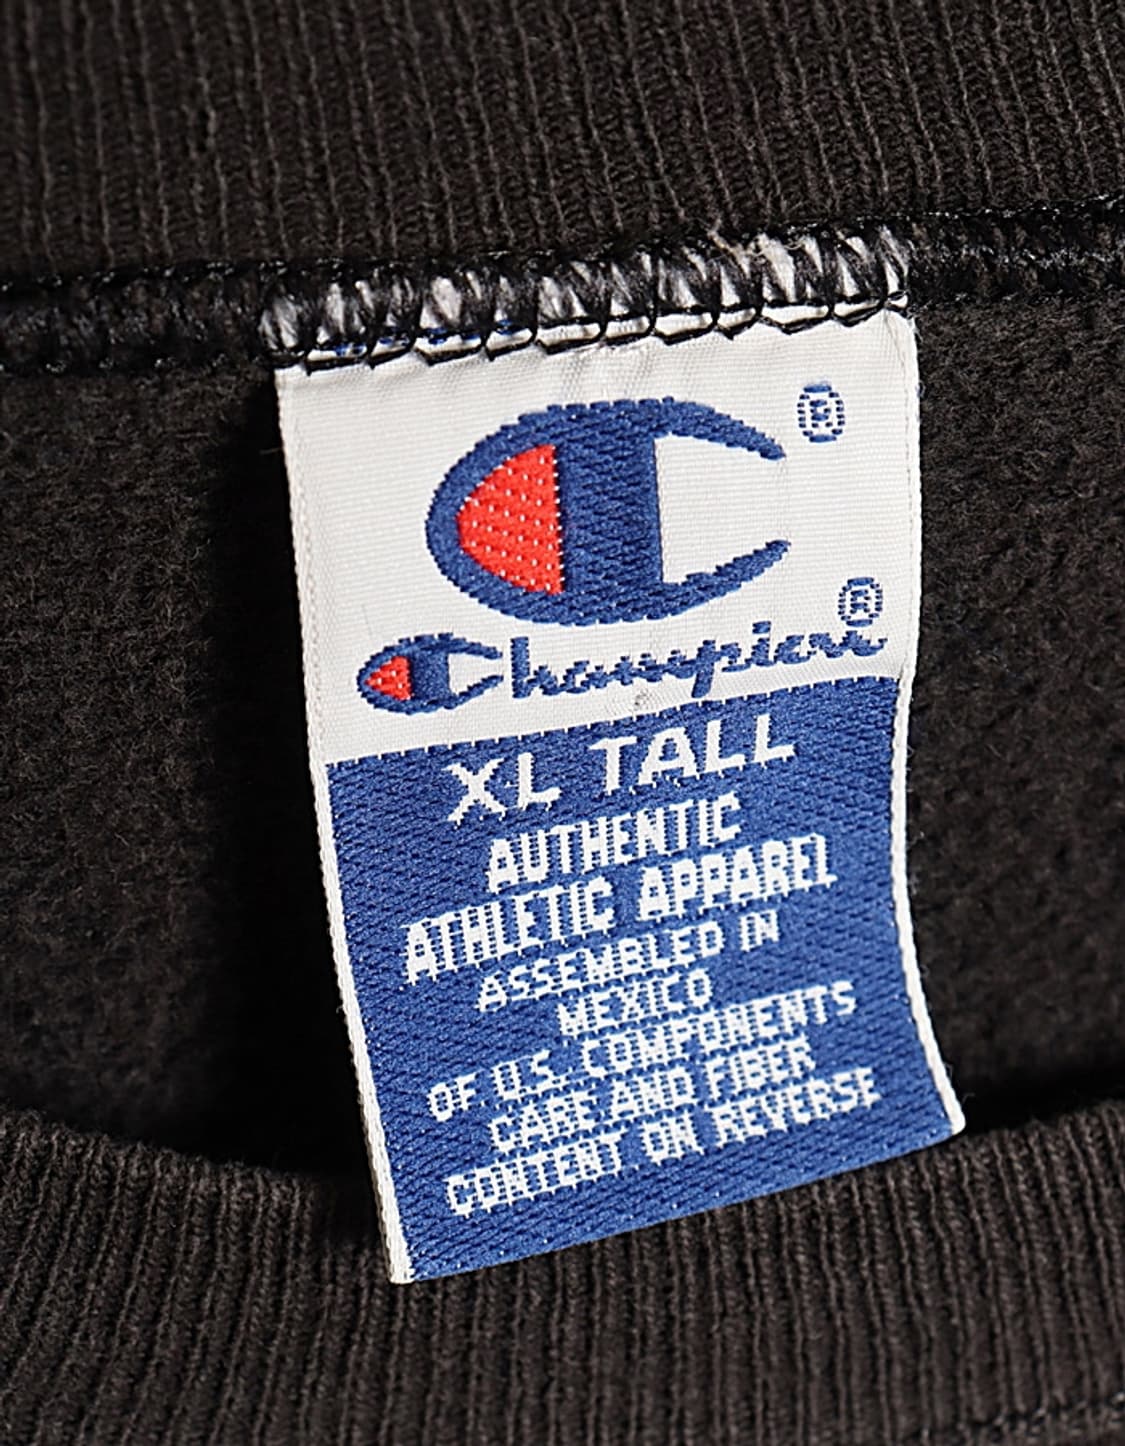 ®
Champion®
XL TALL
AUTHENTIC
ATHLETIC APPAREL
ASSEMBLED IN
MEXICO
OF U.S. COMPONENTS
CARE AND FIBER
CONTENT ON REVERSE